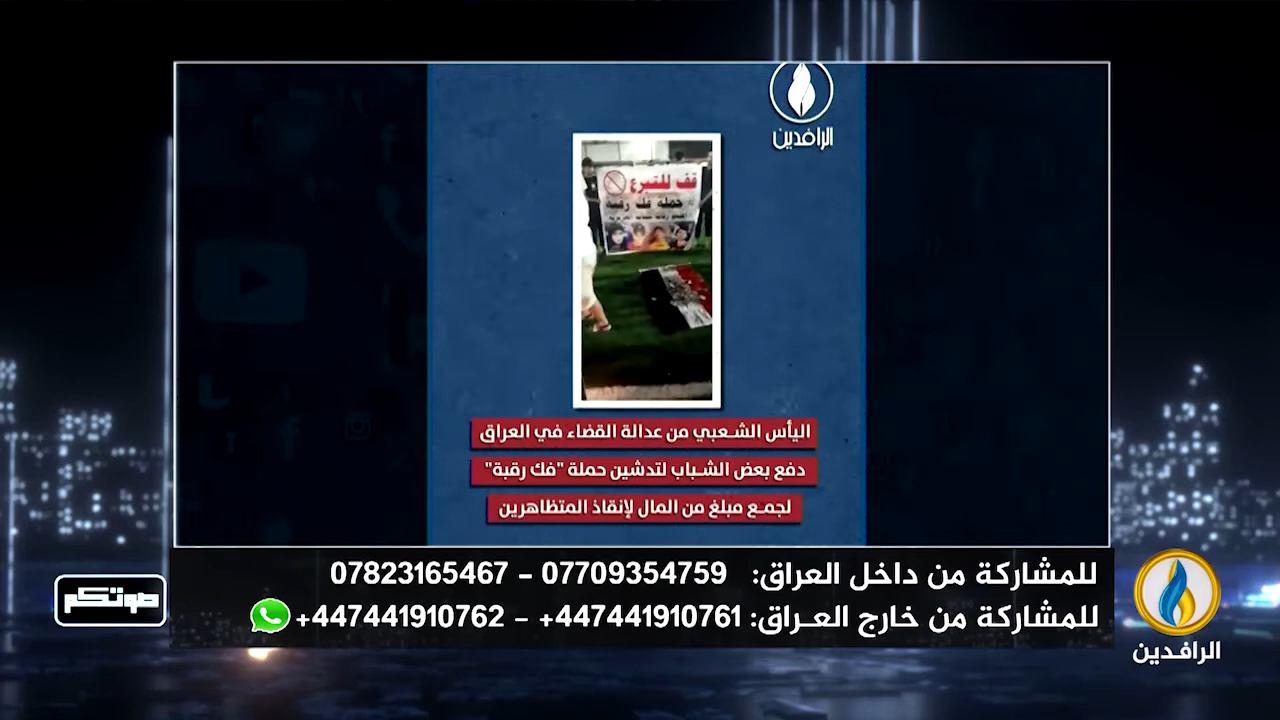 الرافدين
قف للتبرع
حملة فك رقبة
اليأس الشعبي من عدالة القضاء في العراق
دفع بعض الشباب لتدشين حملة "فك رقبة"
لجمع مبلغ من المال لإنقاذ المتظاهرين
للمشاركة من داخل العراق: 07709354759 - 07823165467
للمشاركة من خارج العراق: 447441910761+ - 447441910762+
صوتكم
الرافدين